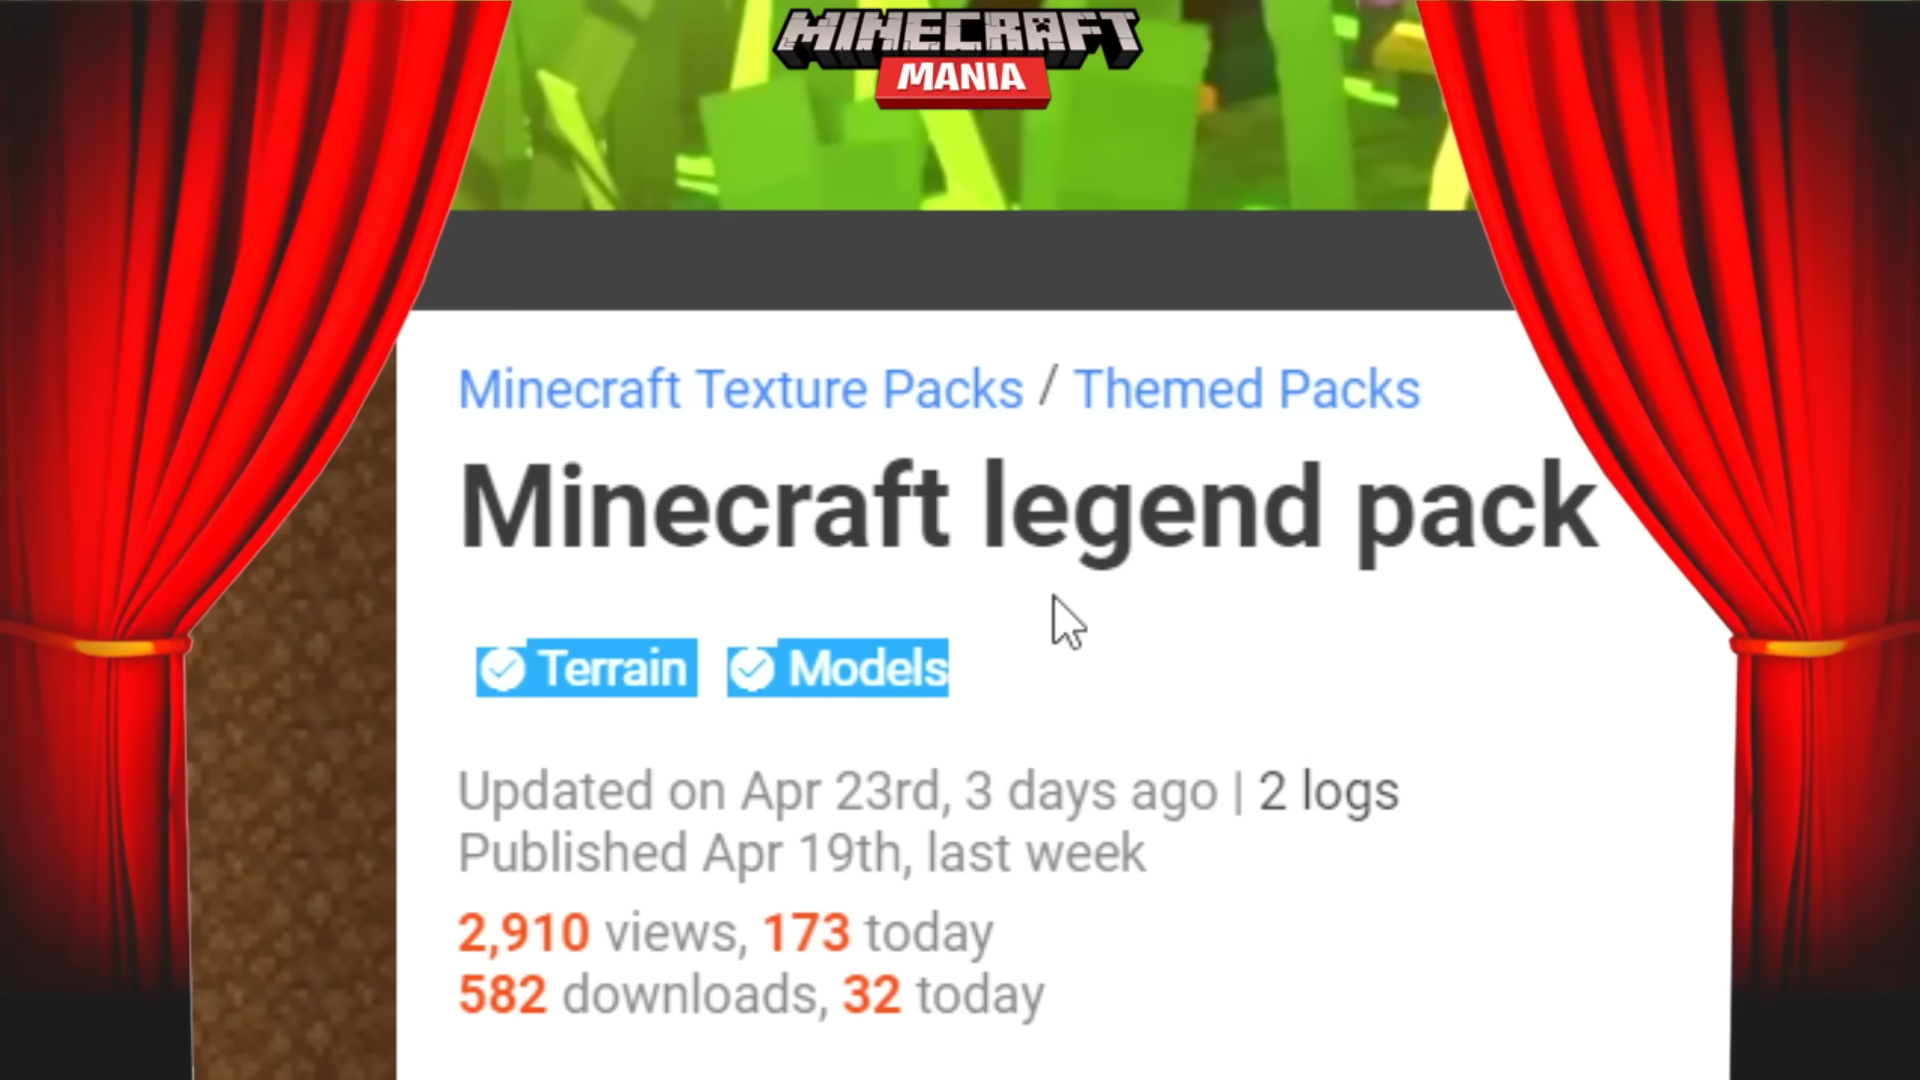 MINECRAFT
MANIA
Minecraft Texture Packs / Themed Packs
Minecraft legend pack
Terrain Models
Updated on Apr 23rd, 3 days ago | 2 logs
Published Apr 19th, last week
2,910 views, 173 today
582 downloads, 32 today